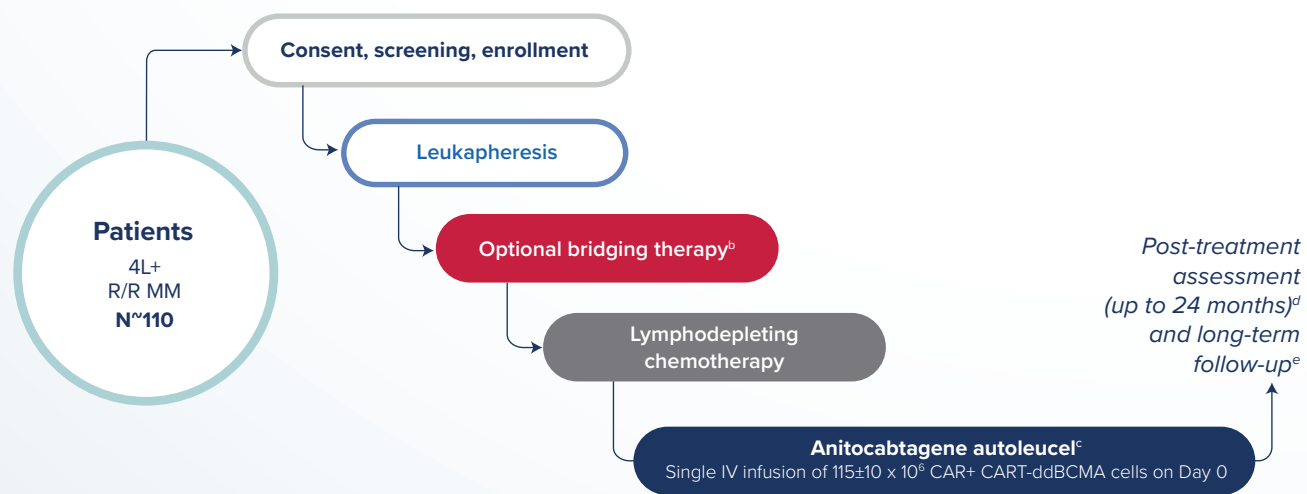 Consent, screening, enrollment
Leukapheresis
Patients
4L+
R/R MM
N~110
Optional bridging therapyᵇ
Lymphodepleting
chemotherapy
Post-treatment
assessment
(up to 24 months)ᵈ
and long-term
follow-upᵉ
Anitocabtagene autoleucelᶜ
Single IV infusion of 115±10 x 10⁶ CAR+ CART-ddBCMA cells on Day 0